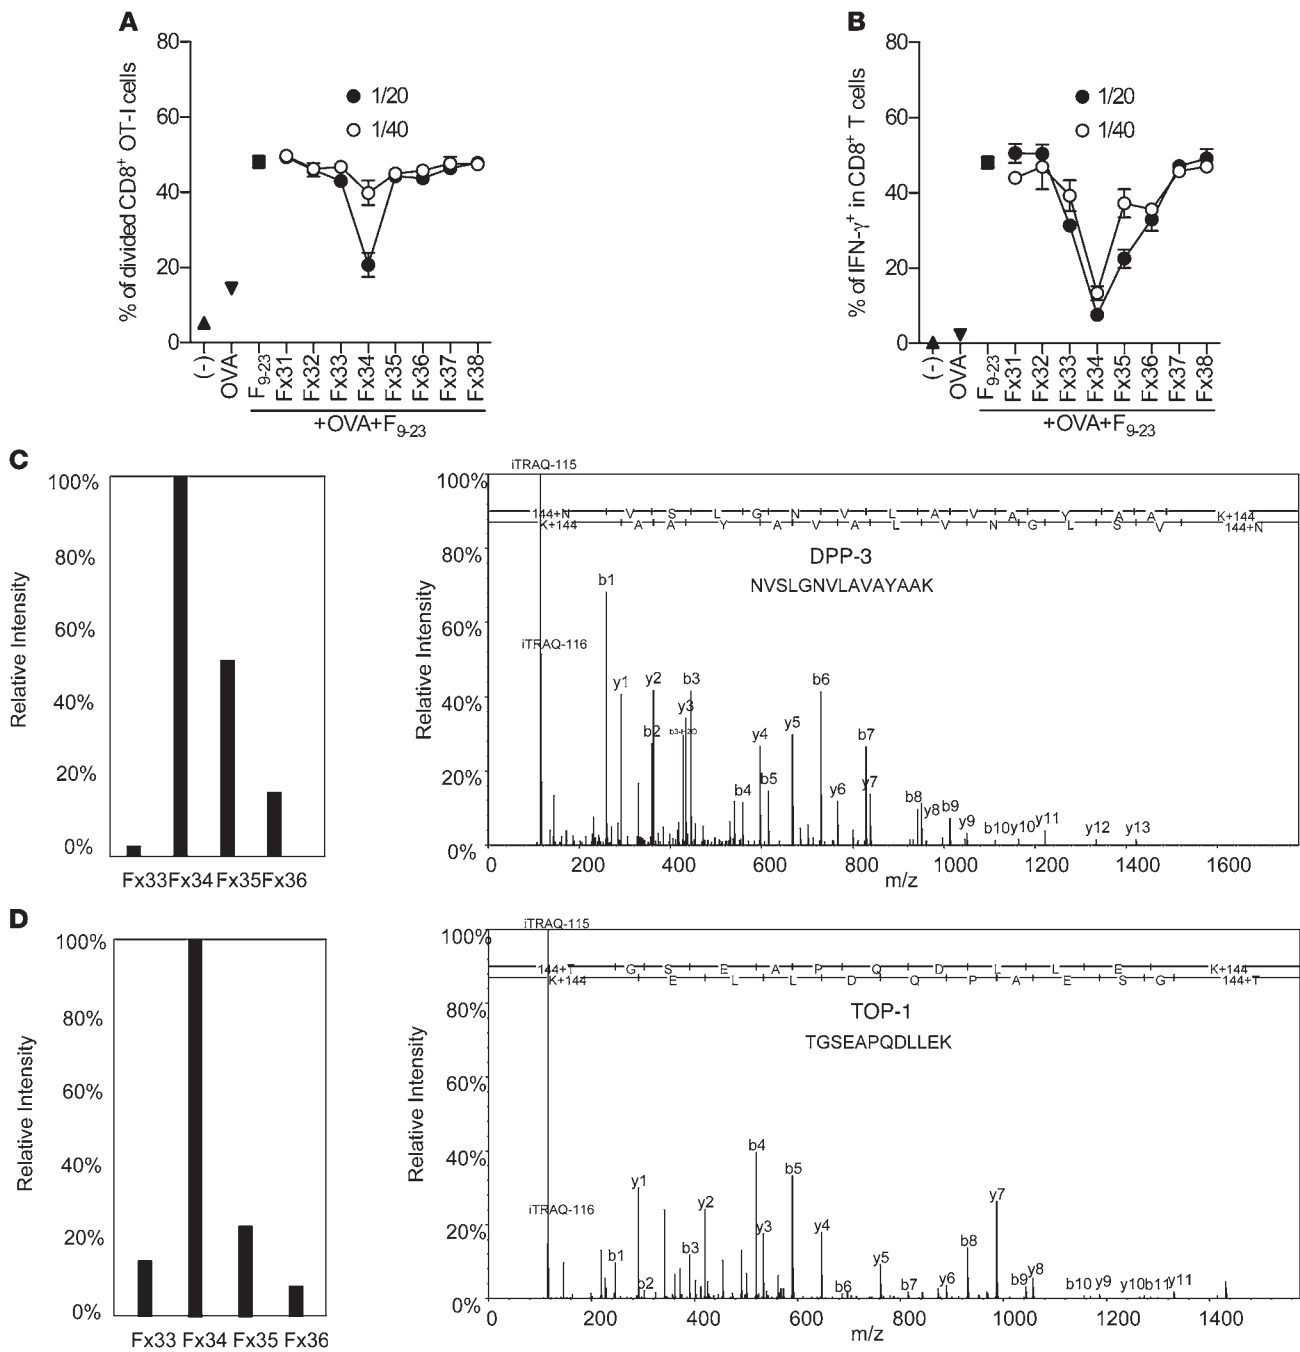 A
% of divided CD8+ OT-I cells
80
60
40
20
0
1/20
1/40
(-)
OVA
F9-23
Fx31
Fx32
Fx33
Fx34
Fx35
Fx36
Fx37
Fx38
+OVA+F9-23
B
% of IFN-γ+ in CD8+ T cells
80
60
40
20
0
1/20
1/40
(-)
OVA
F9-23
Fx31
Fx32
Fx33
Fx34
Fx35
Fx36
Fx37
Fx38
+OVA+F9-23
C
Relative Intensity
100%
80%
60%
40%
20%
0%
Fx33 Fx34 Fx35 Fx36
Relative Intensity
100%
80%
60%
40%
20%
0%
iTRAQ-115
144+N V S L G N V L A V A Y A A K+144
K+144 A A Y A V A L V N G L S V 144+N
DPP-3
NVSLGNVLAVAYAAK
iTRAQ-116
b1
y1
y2
b2
b3
y3
b3-H2O
b4
y4
b5
y5
b6
y6
b7
y7
b8
y8
b9
y9
b10
y10
y11
y12
y13
0 200 400 600 800 1000 1200 1400 1600
m/z
D
Relative Intensity
100%
80%
60%
40%
20%
0%
Fx33 Fx34 Fx35 Fx36
Relative Intensity
100%
80%
60%
40%
20%
0%
iTRAQ-115
144+T G S E A P Q D L L E K+144
K+144 E L L D Q P A E S G 144+T
TOP-1
TGSEAPQDLLEK
iTRAQ-116
b1
y1
b2
b3
y2
b4
y3
b5
y4
b6
y5
b7
y6
b8
y7
b9
y8
b10
y9
y10
b11
y11
0 200 400 600 800 1000 1200 1400
m/z